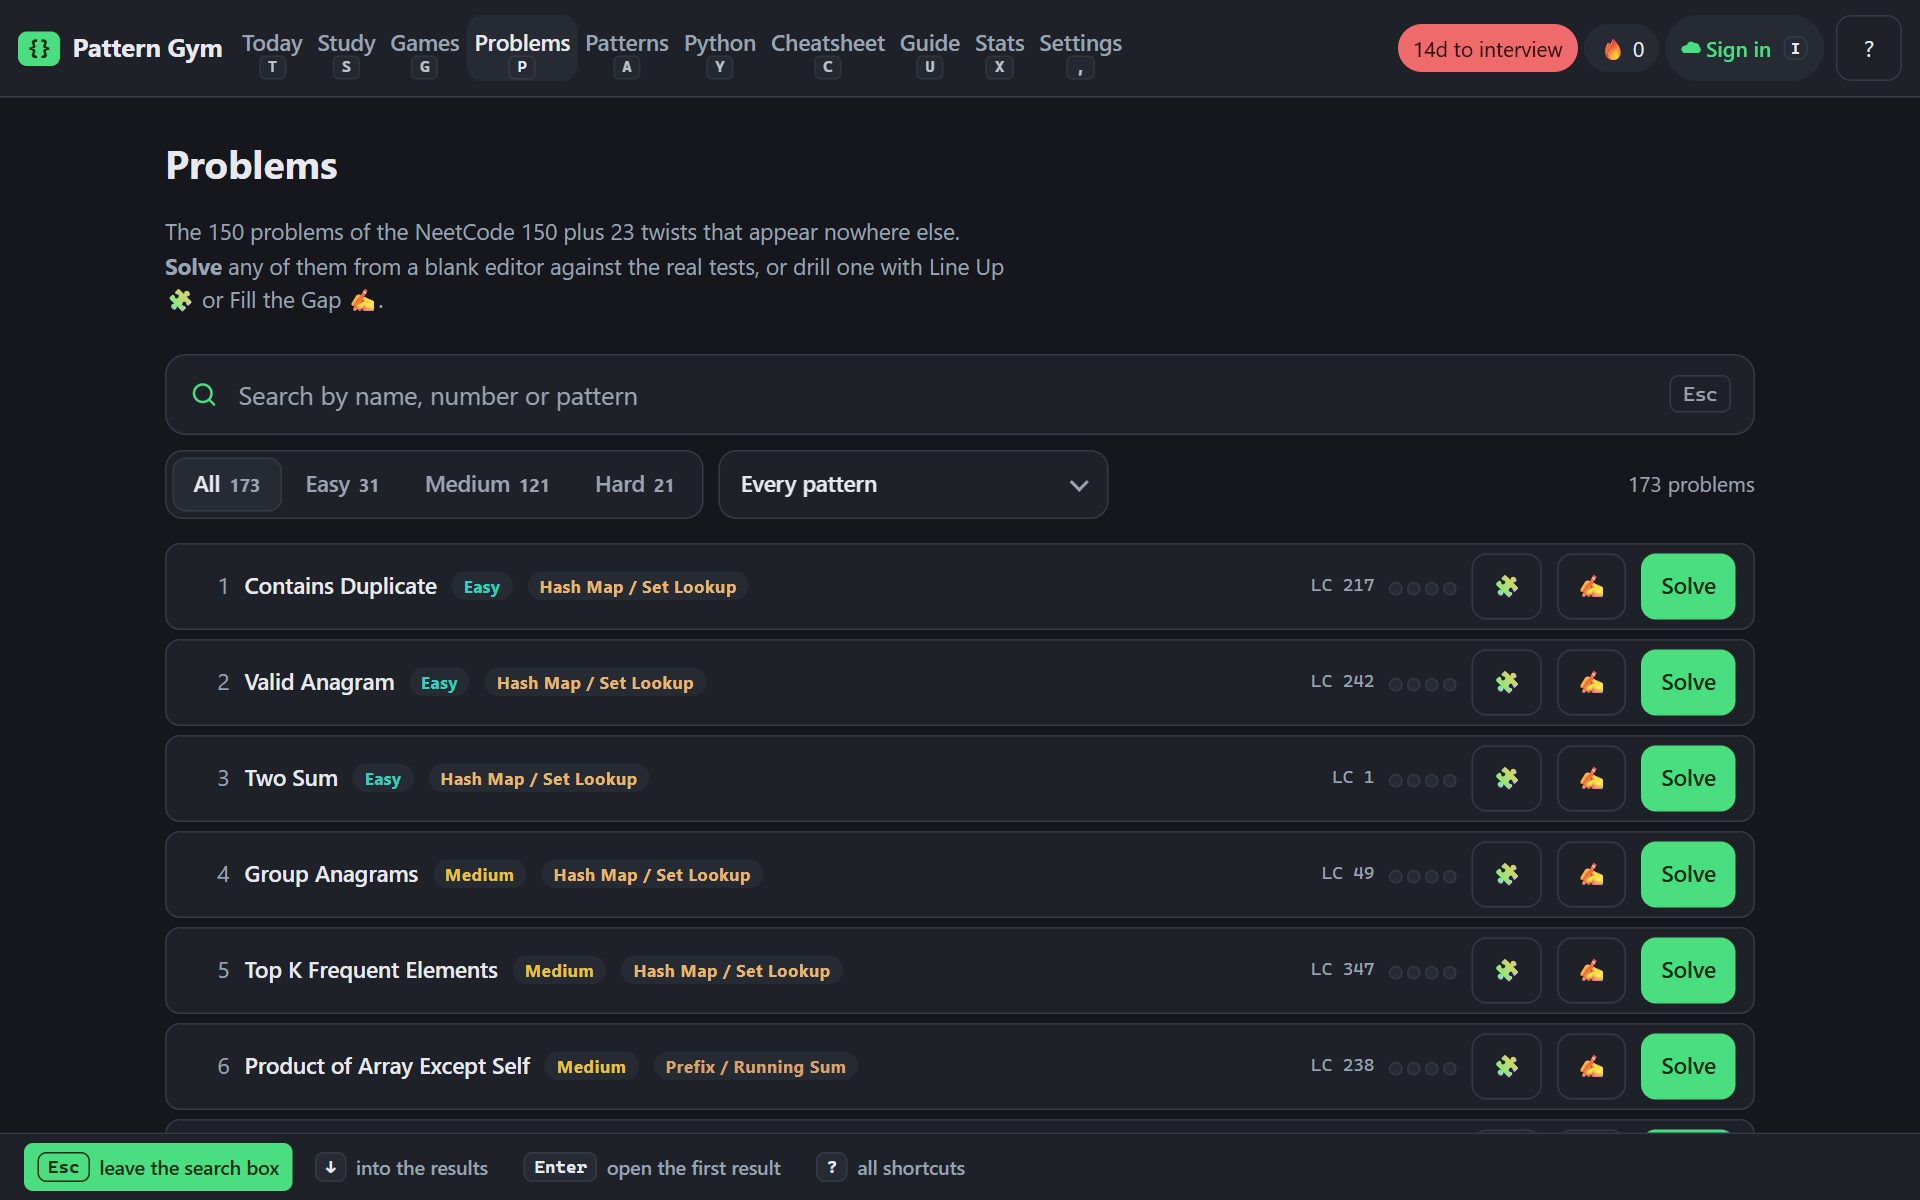 {} Pattern Gym Today Study Games Problems Patterns Python Cheatsheet Guide Stats Settings 14d to interview 🔥 0 Sign in I ?
T S G P A Y C U X ,
Problems
The 150 problems of the NeetCode 150 plus 23 twists that appear nowhere else.
Solve any of them from a blank editor against the real tests, or drill one with Line Up
🧩 or Fill the Gap ✍️.
Search by name, number or pattern Esc
All 173 Easy 31 Medium 121 Hard 21 Every pattern 173 problems
1 Contains Duplicate Easy Hash Map / Set Lookup LC 217 🧩 ✍️ Solve
2 Valid Anagram Easy Hash Map / Set Lookup LC 242 🧩 ✍️ Solve
3 Two Sum Easy Hash Map / Set Lookup LC 1 🧩 ✍️ Solve
4 Group Anagrams Medium Hash Map / Set Lookup LC 49 🧩 ✍️ Solve
5 Top K Frequent Elements Medium Hash Map / Set Lookup LC 347 🧩 ✍️ Solve
6 Product of Array Except Self Medium Prefix / Running Sum LC 238 🧩 ✍️ Solve
Esc leave the search box ↓ into the results Enter open the first result ? all shortcuts